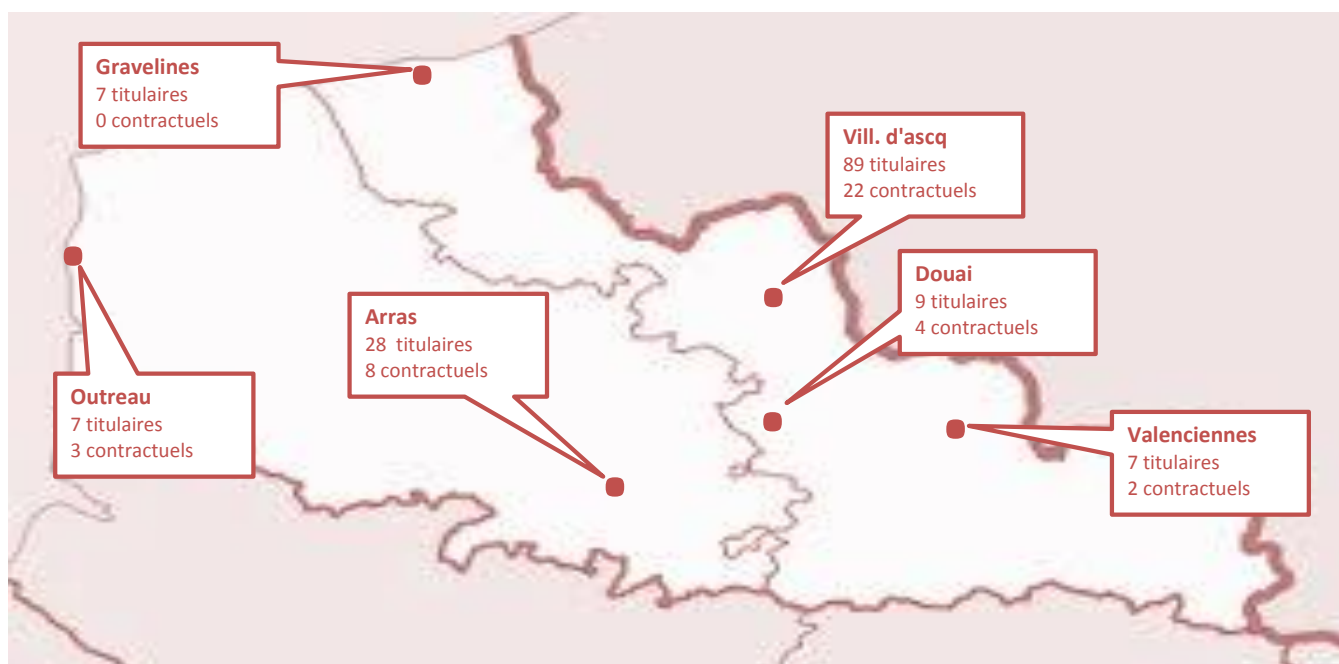 Gravelines
7 titulaires
0 contractuels
Vill. d'ascq
89 titulaires
22 contractuels
Douai
9 titulaires
4 contractuels
Arras
28 titulaires
8 contractuels
Outreau
7 titulaires
3 contractuels
Valenciennes
7 titulaires
2 contractuels